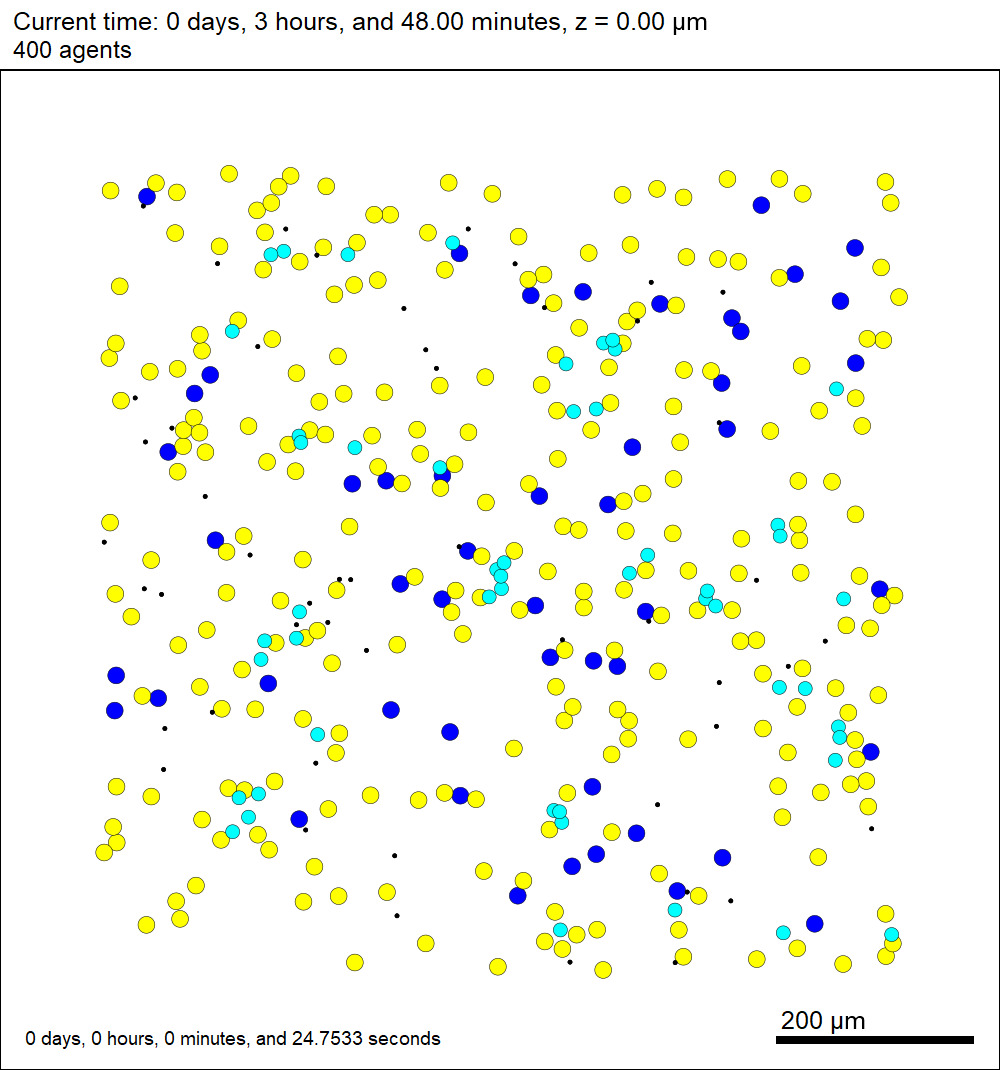 Current time: 0 days, 3 hours, and 48.00 minutes, z = 0.00 µm
400 agents
200 µm
0 days, 0 hours, 0 minutes, and 24.7533 seconds